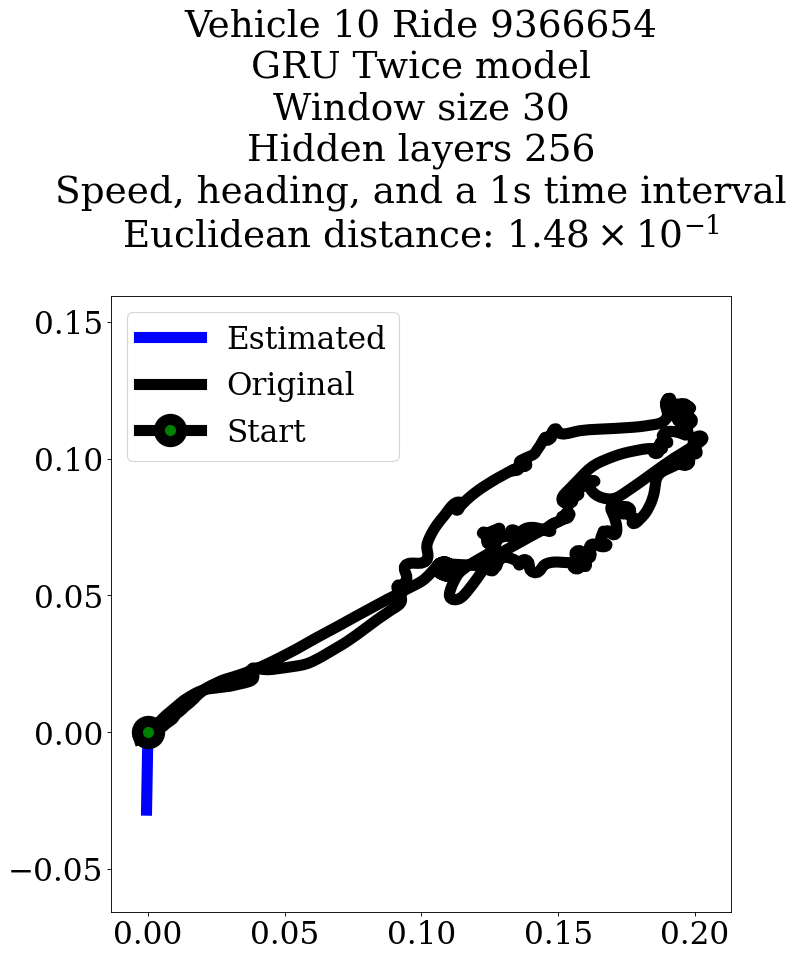 Vehicle 10 Ride 9366654
GRU Twice model
Window size 30
Hidden layers 256
Speed, heading, and a 1s time interval
Euclidean distance: 1.48 × 10⁻¹
Estimated
Original
Start
0.15
0.10
0.05
0.00
−0.05
0.00 0.05 0.10 0.15 0.20